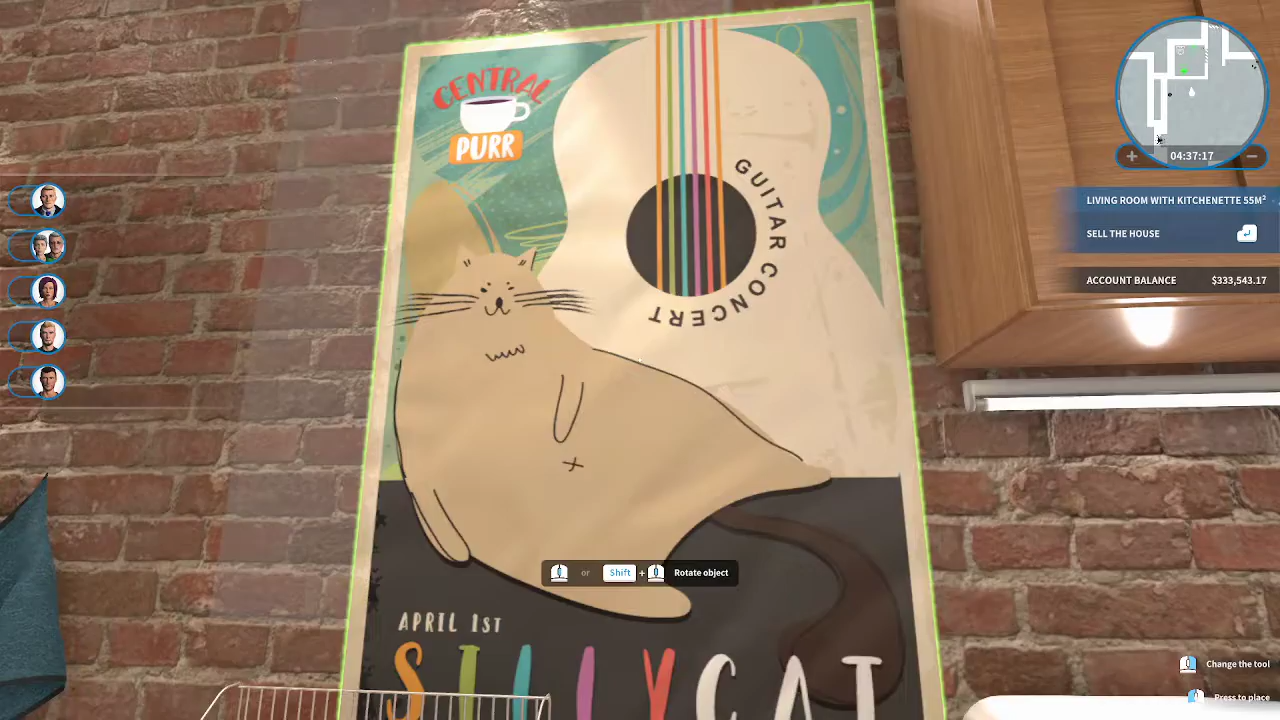 CENTRAL
PURR
GUITAR CONCERT
APRIL 1ST
SILLYCAT
04:37:17
LIVING ROOM WITH KITCHENETTE 55M²
SELL THE HOUSE
ACCOUNT BALANCE $333,543.17
or Shift + Rotate object
Change the tool
Press to place